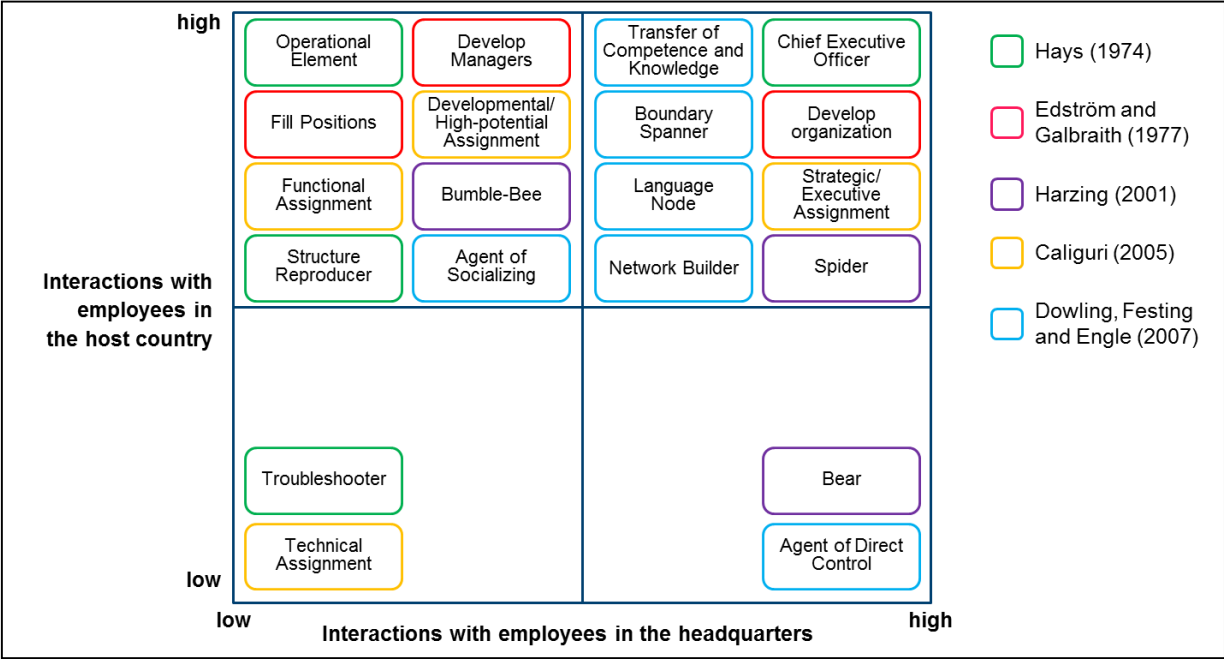 high
Operational
Element
Develop
Managers
Transfer of
Competence and
Knowledge
Chief Executive
Officer
Fill Positions
Developmental/
High-potential
Assignment
Boundary
Spanner
Develop
organization
Functional
Assignment
Bumble-Bee
Language
Node
Strategic/
Executive
Assignment
Structure
Reproducer
Agent of
Socializing
Network Builder
Spider
Interactions with
employees in
the host country
Troubleshooter
Bear
Technical
Assignment
Agent of Direct
Control
low
low
Interactions with employees in the headquarters
high
Hays (1974)
Edström and
Galbraith (1977)
Harzing (2001)
Caliguri (2005)
Dowling, Festing
and Engle (2007)